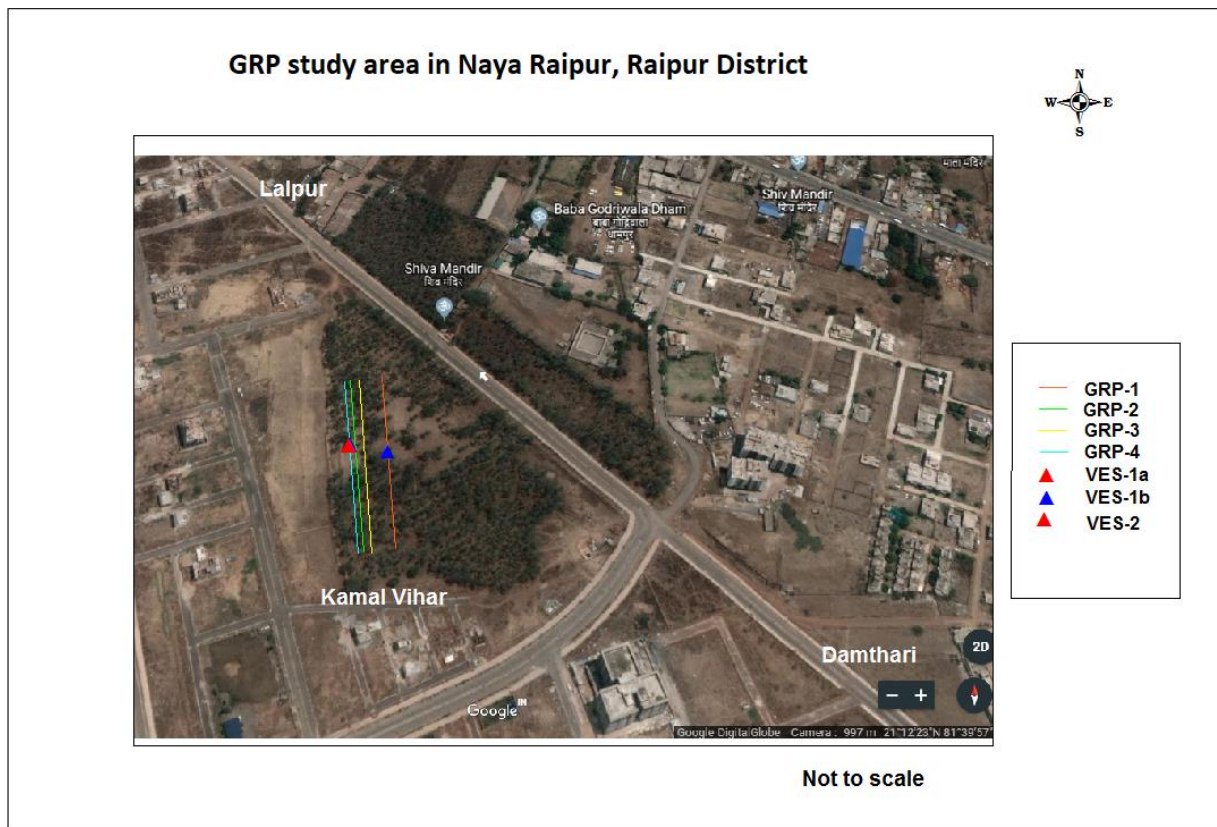 GRP study area in Naya Raipur, Raipur District
N
W E
S
Lalpur
माता मंदिर
Shiv Mandir
शिव मंदिर
Baba Godriwala Dham
बाबा गोद्रिवाला
धामपुर
Shiva Mandir
शिव मंदिर
GRP-1
GRP-2
GRP-3
GRP-4
VES-1a
VES-1b
VES-2
Kamal Vihar
Damthari
2D
Google IN
Google DigitalGlobe Camera : 997 m 21°12'23"N 81°39'57"
Not to scale